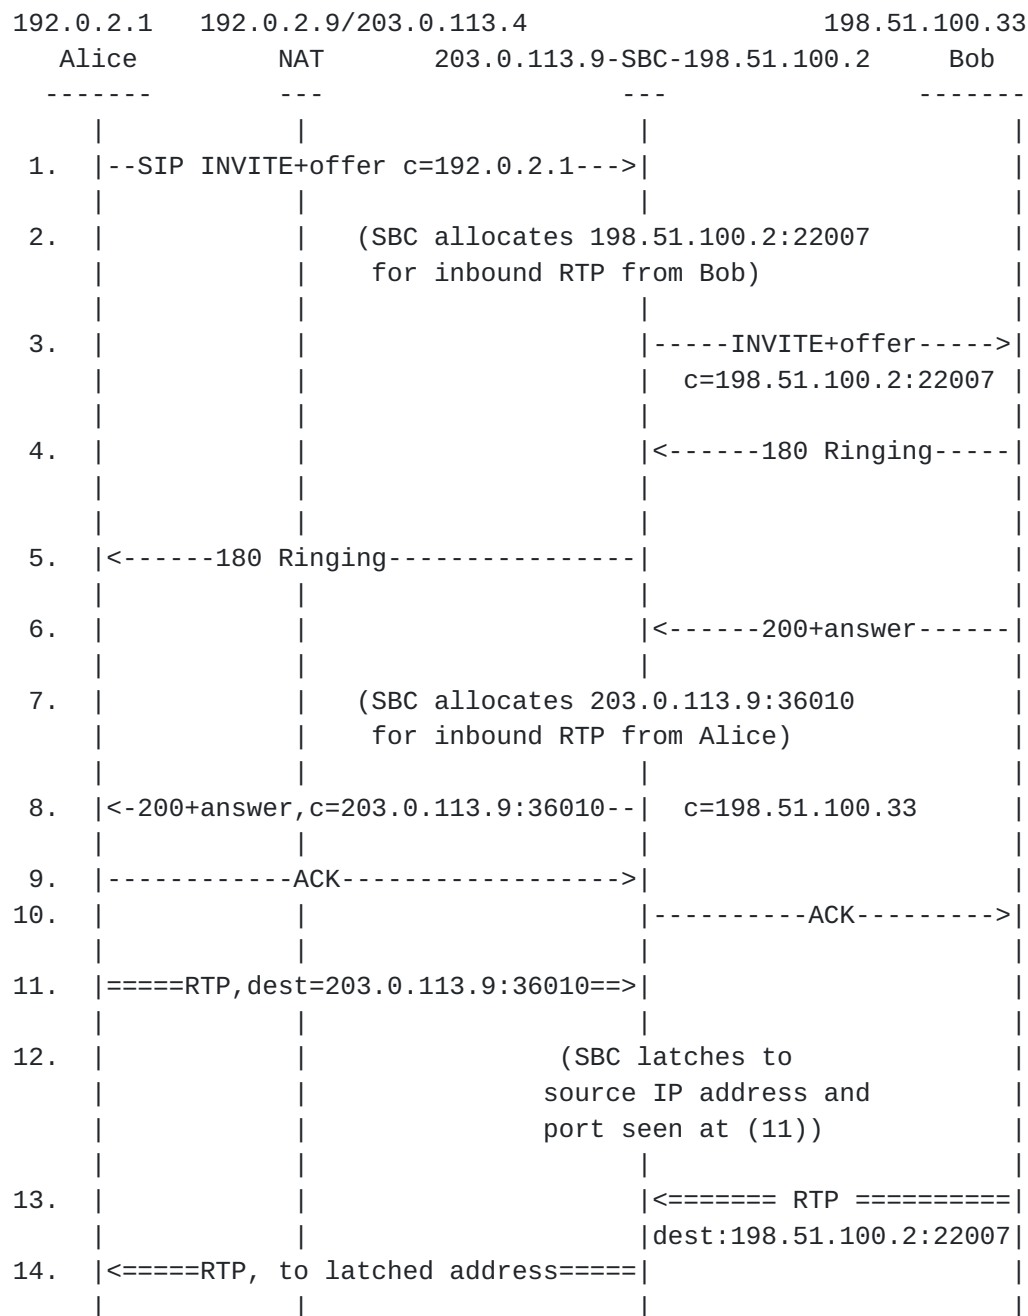 192.0.2.1   192.0.2.9/203.0.113.4                   198.51.100.33
   Alice         NAT       203.0.113.9-SBC-198.51.100.2     Bob
  -------        ---                   ---                -------
     |            |                     |                       |
 1.  |--SIP INVITE+offer c=192.0.2.1--->|                       |
     |            |                     |                       |
 2.  |            |   (SBC allocates 198.51.100.2:22007         |
     |            |    for inbound RTP from Bob)                |
     |            |                     |                       |
 3.  |            |                     |-----INVITE+offer----->|
     |            |                     |  c=198.51.100.2:22007 |
     |            |                     |                       |
 4.  |            |                     |<------180 Ringing-----|
     |            |                     |                       |
     |            |                     |                       |
 5.  |<------180 Ringing----------------|                       |
     |            |                     |                       |
 6.  |            |                     |<------200+answer------|
     |            |                     |                       |
 7.  |            |   (SBC allocates 203.0.113.9:36010          |
     |            |    for inbound RTP from Alice)              |
     |            |                     |                       |
 8.  |<-200+answer,c=203.0.113.9:36010--|  c=198.51.100.33      |
     |            |                     |                       |
 9.  |------------ACK------------------>|                       |
10.  |            |                     |----------ACK--------->|
     |            |                     |                       |
11.  |=====RTP,dest=203.0.113.9:36010==>|                       |
     |            |                     |                       |
12.  |            |                (SBC latches to              |
     |            |               source IP address and         |
     |            |               port seen at (11))            |
     |            |                     |                       |
13.  |            |                     |<======= RTP ==========|
     |            |                     |dest:198.51.100.2:22007|
14.  |<=====RTP, to latched address=====|                       |
     |            |                     |                       |